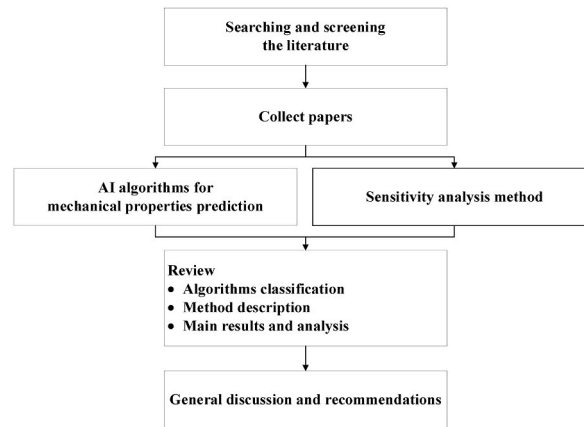 Searching and screening
the literature
Collect papers
AI algorithms for
mechanical properties prediction
Sensitivity analysis method
Review
• Algorithms classification
• Method description
• Main results and analysis
General discussion and recommendations